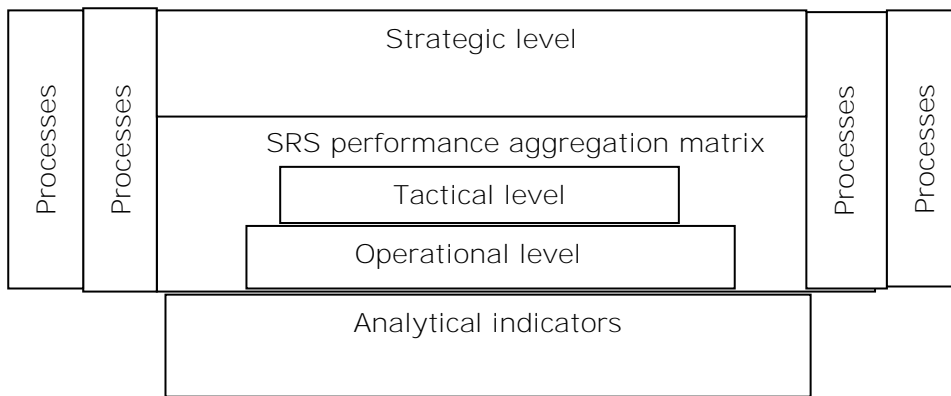 Processes
Processes
Strategic level
SRS performance aggregation matrix
Tactical level
Operational level
Analytical indicators
Processes
Processes